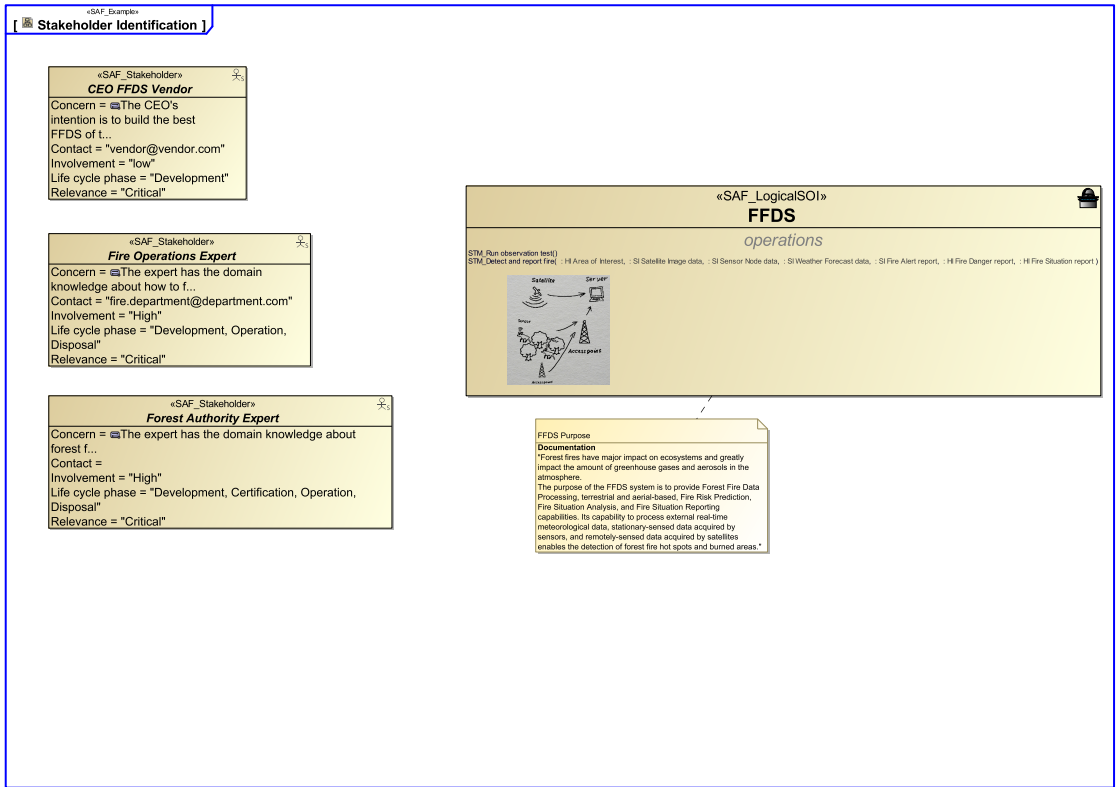 «SAF_Example»
[ Stakeholder Identification ]
«SAF_Stakeholder»
CEO FFDS Vendor
Concern = The CEO's
intention is to build the best
FFDS of t...
Contact = "vendor@vendor.com"
Involvement = "low"
Life cycle phase = "Development"
Relevance = "Critical"
«SAF_Stakeholder»
Fire Operations Expert
Concern = The expert has the domain
knowledge about how to f...
Contact = "fire.department@department.com"
Involvement = "High"
Life cycle phase = "Development, Operation,
Disposal"
Relevance = "Critical"
«SAF_Stakeholder»
Forest Authority Expert
Concern = The expert has the domain knowledge about
forest f...
Contact =
Involvement = "High"
Life cycle phase = "Development, Certification, Operation,
Disposal"
Relevance = "Critical"
«SAF_LogicalSOI»
FFDS
operations
STM_Run observation test()
STM_Detect and report fire( : HI Area of Interest, : SI Satellite Image data, : SI Sensor Node data, : SI Weather Forecast data, : SI Fire Alert report, : HI Fire Danger report, : HI Fire Situation report )
Satellite
Server
Sensor
Accesspoint
Accesspoint
FFDS Purpose
Documentation
"Forest fires have major impact on ecosystems and greatly
impact the amount of greenhouse gases and aerosols in the
atmosphere.
The purpose of the FFDS system is to provide Forest Fire Data
Processing, terrestrial and aerial-based, Fire Risk Prediction,
Fire Situation Analysis, and Fire Situation Reporting
capabilities. Its capability to process external real-time
meteorological data, stationary-sensed data acquired by
sensors, and remotely-sensed data acquired by satellites
enables the detection of forest fire hot spots and burned areas."